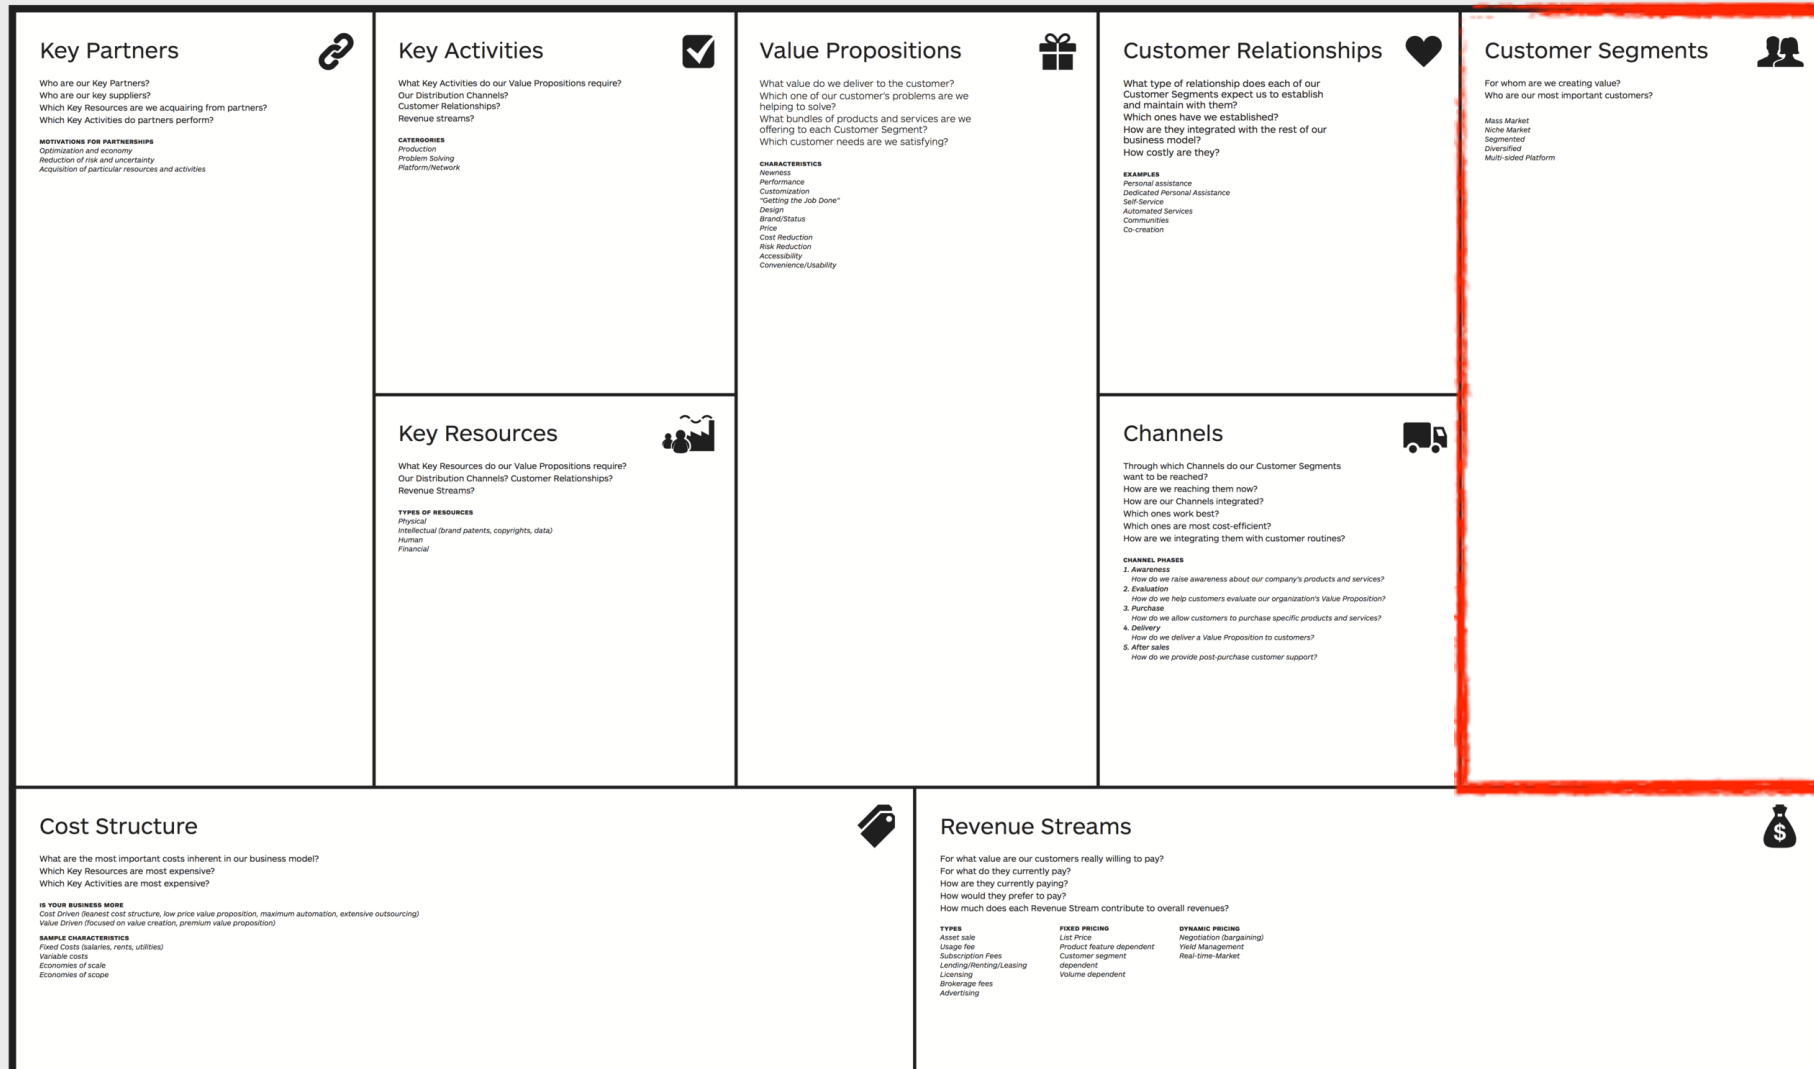 Key Partners
Who are our Key Partners?
Who are our key suppliers?
Which Key Resources are we acquairing from partners?
Which Key Activities do partners perform?
MOTIVATIONS FOR PARTNERSHIPS
Optimization and economy
Reduction of risk and uncertainty
Acquisition of particular resources and activities
Key Activities
What Key Activities do our Value Propositions require?
Our Distribution Channels?
Customer Relationships?
Revenue streams?
CATERGORIES
Production
Problem Solving
Platform/Network
Key Resources
What Key Resources do our Value Propositions require?
Our Distribution Channels? Customer Relationships?
Revenue Streams?
TYPES OF RESOURCES
Physical
Intellectual (brand patents, copyrights, data)
Human
Financial
Value Propositions
What value do we deliver to the customer?
Which one of our customer's problems are we
helping to solve?
What bundles of products and services are we
offering to each Customer Segment?
Which customer needs are we satisfying?
CHARACTERISTICS
Newness
Performance
Customization
"Getting the Job Done"
Design
Brand/Status
Price
Cost Reduction
Risk Reduction
Accessibility
Convenience/Usability
Customer Relationships
What type of relationship does each of our
Customer Segments expect us to establish
and maintain with them?
Which ones have we established?
How are they integrated with the rest of our
business model?
How costly are they?
EXAMPLES
Personal assistance
Dedicated Personal Assistance
Self-Service
Automated Services
Communities
Co-creation
Channels
Through which Channels do our Customer Segments
want to be reached?
How are we reaching them now?
How are our Channels integrated?
Which ones work best?
Which ones are most cost-efficient?
How are we integrating them with customer routines?
CHANNEL PHASES
1. Awareness
How do we raise awareness about our company's products and services?
2. Evaluation
How do we help customers evaluate our organization's Value Proposition?
3. Purchase
How do we allow customers to purchase specific products and services?
4. Delivery
How do we deliver a Value Proposition to customers?
5. After sales
How do we provide post-purchase customer support?
Customer Segments
For whom are we creating value?
Who are our most important customers?
Mass Market
Niche Market
Segmented
Diversified
Multi-sided Platform
Cost Structure
What are the most important costs inherent in our business model?
Which Key Resources are most expensive?
Which Key Activities are most expensive?
IS YOUR BUSINESS MORE
Cost Driven (leanest cost structure, low price value proposition, maximum automation, extensive outsourcing)
Value Driven (focused on value creation, premium value proposition)
SAMPLE CHARACTERISTICS
Fixed Costs (salaries, rents, utilities)
Variable costs
Economies of scale
Economies of scope
Revenue Streams
For what value are our customers really willing to pay?
For what do they currently pay?
How are they currently paying?
How would they prefer to pay?
How much does each Revenue Stream contribute to overall revenues?
TYPES
Asset sale
Usage fee
Subscription Fees
Lending/Renting/Leasing
Licensing
Brokerage fees
Advertising
FIXED PRICING
List Price
Product feature dependent
Customer segment
dependent
Volume dependent
DYNAMIC PRICING
Negotiation (bargaining)
Yield Management
Real-time-Market
$